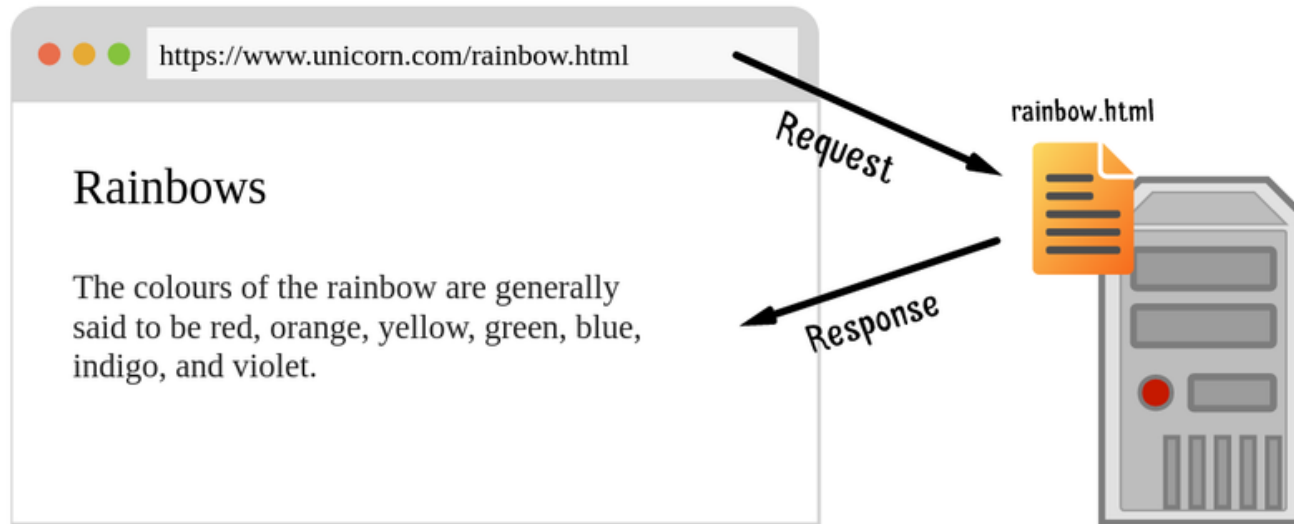 https://www.unicorn.com/rainbow.html
Request
rainbow.html
Rainbows
The colours of the rainbow are generally
said to be red, orange, yellow, green, blue,
indigo, and violet.
Response